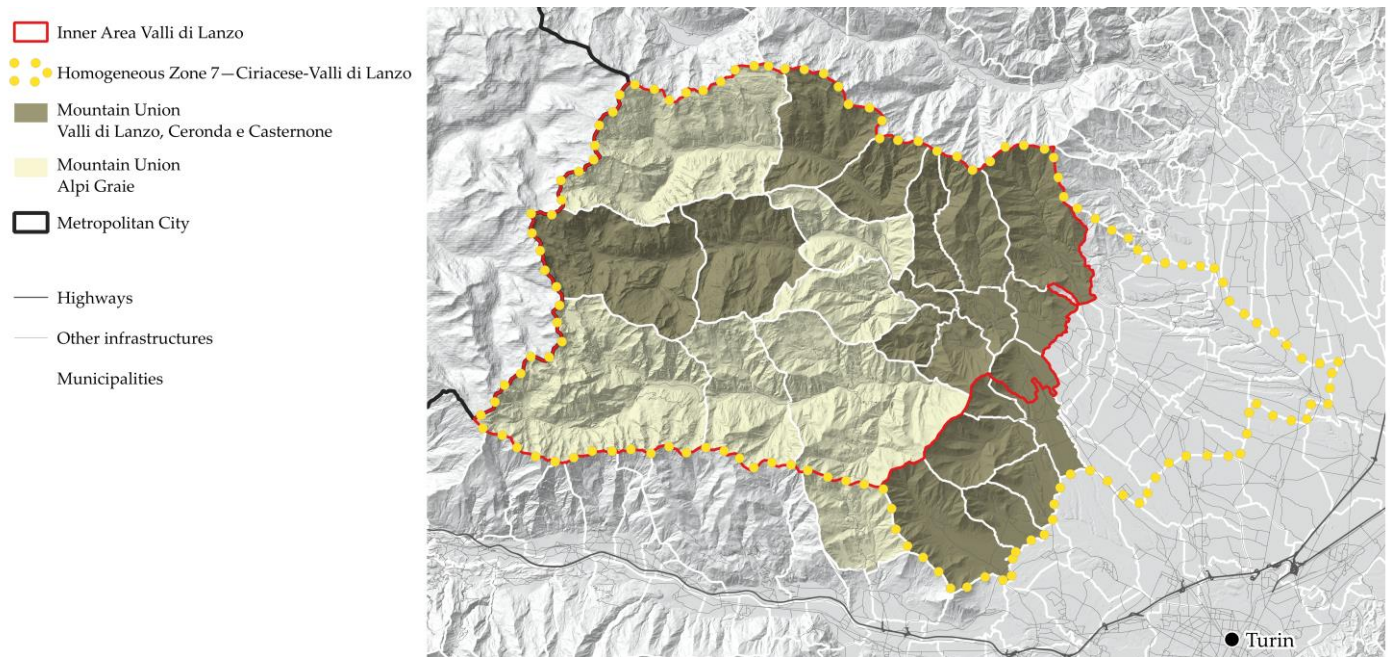 Inner Area Valli di Lanzo
Homogeneous Zone 7—Ciriacese-Valli di Lanzo
Mountain Union
Valli di Lanzo, Ceronda e Casternone
Mountain Union
Alpi Graie
Metropolitan City
Highways
Other infrastructures
Municipalities
Turin